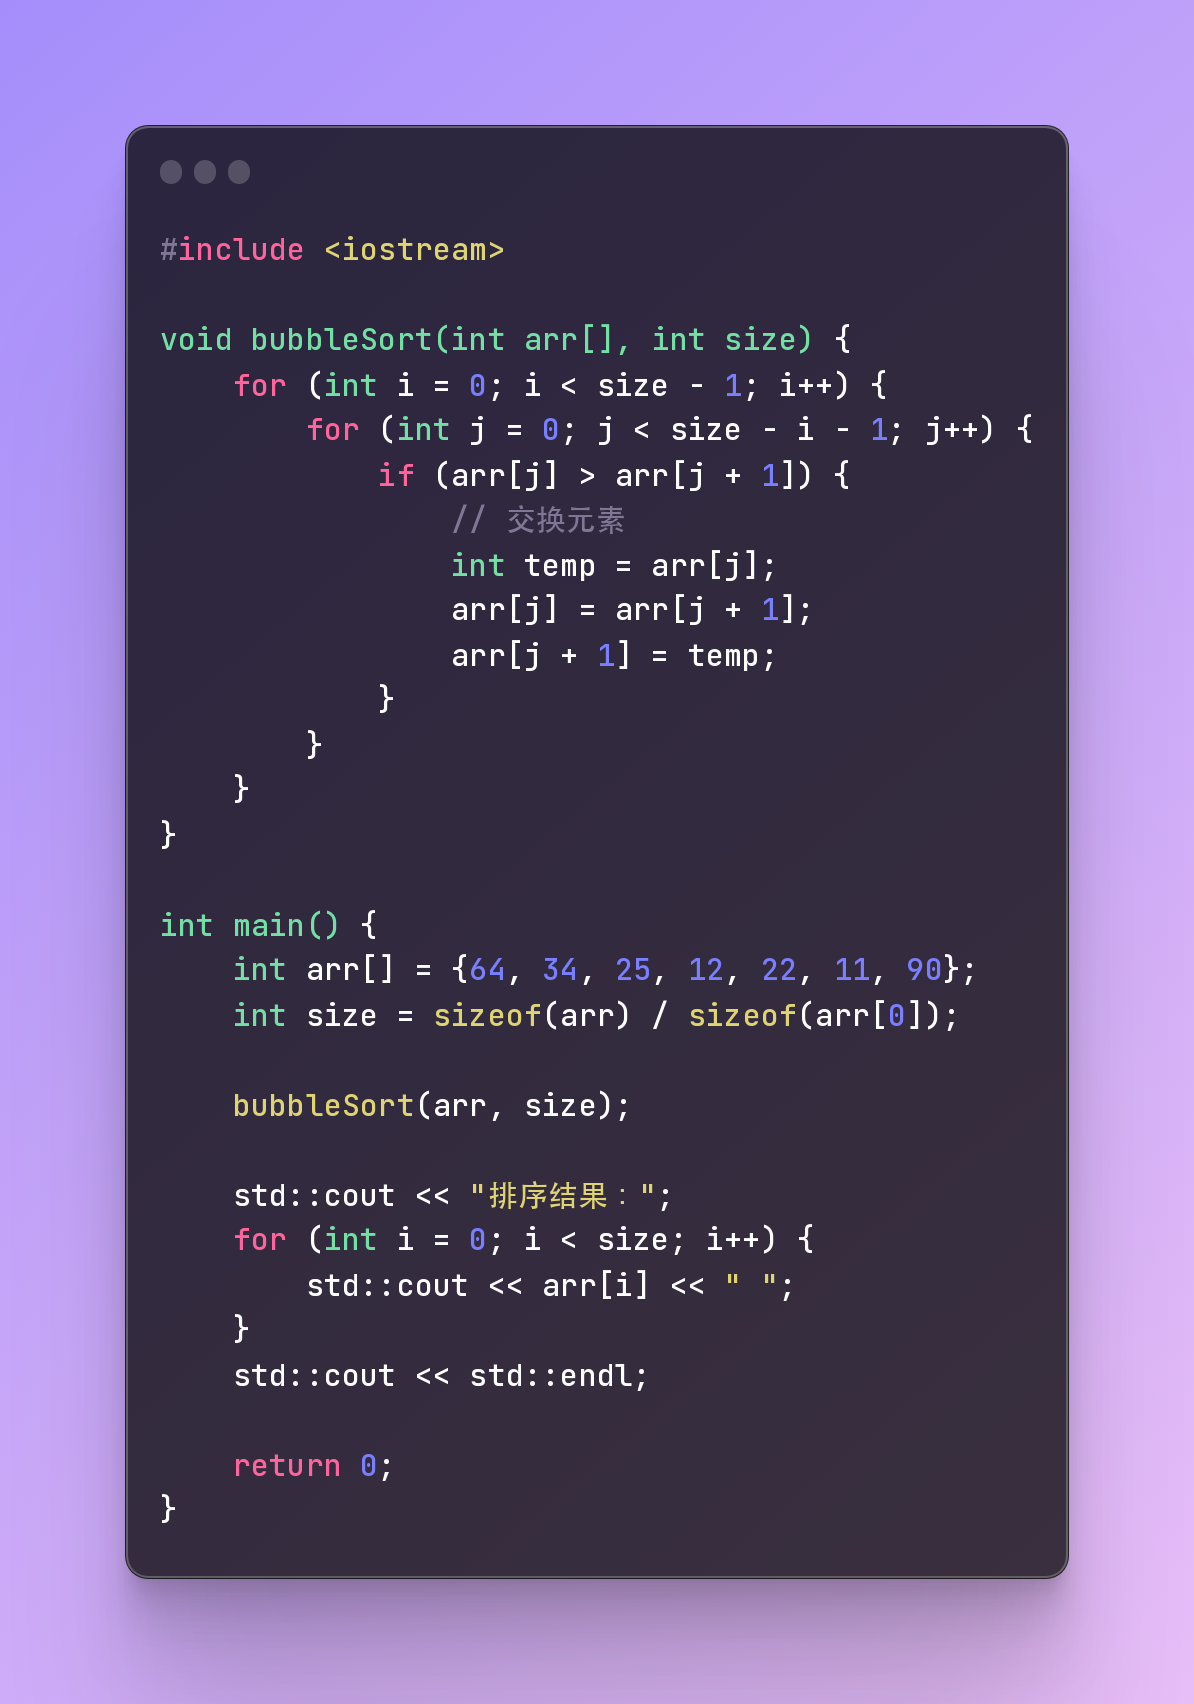 #include <iostream>

void bubbleSort(int arr[], int size) {
    for (int i = 0; i < size - 1; i++) {
        for (int j = 0; j < size - i - 1; j++) {
            if (arr[j] > arr[j + 1]) {
                // 交换元素
                int temp = arr[j];
                arr[j] = arr[j + 1];
                arr[j + 1] = temp;
            }
        }
    }
}

int main() {
    int arr[] = {64, 34, 25, 12, 22, 11, 90};
    int size = sizeof(arr) / sizeof(arr[0]);

    bubbleSort(arr, size);

    std::cout << "排序结果：";
    for (int i = 0; i < size; i++) {
        std::cout << arr[i] << " ";
    }
    std::cout << std::endl;

    return 0;
}